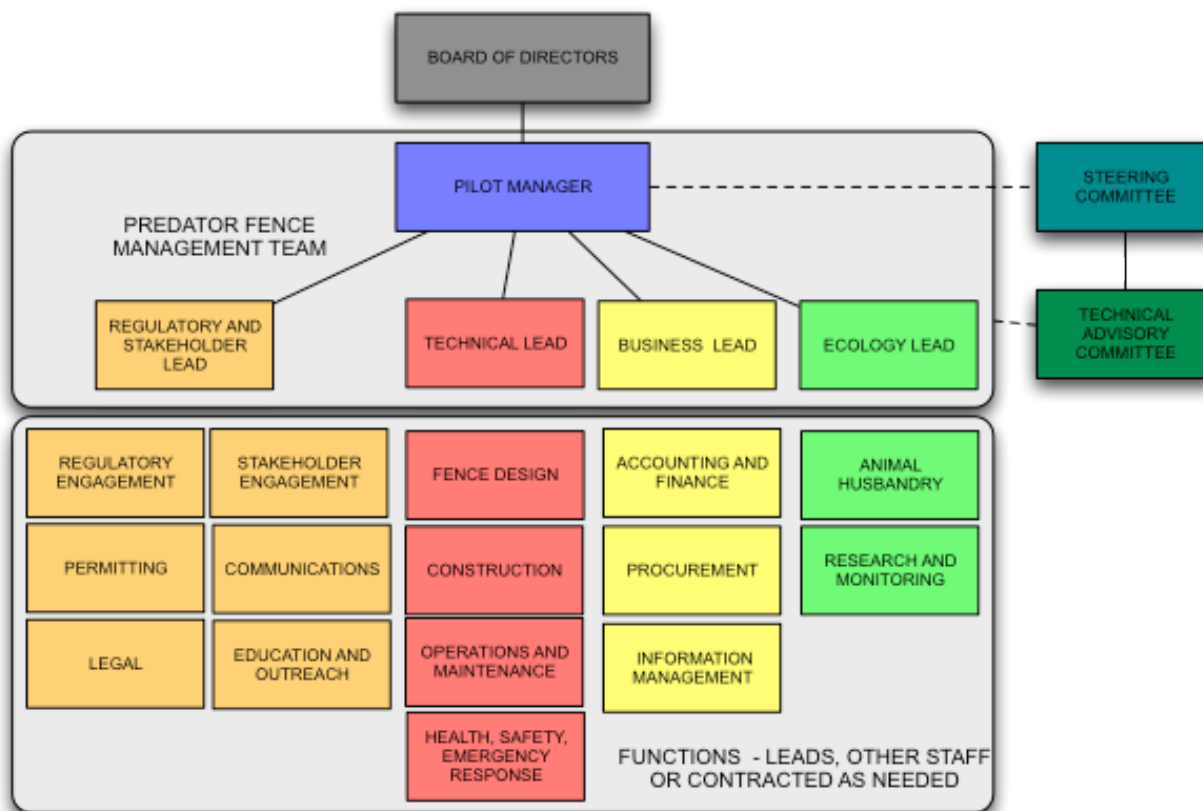 BOARD OF DIRECTORS
PILOT MANAGER
STEERING
COMMITTEE
PREDATOR FENCE
MANAGEMENT TEAM
REGULATORY AND
STAKEHOLDER
LEAD
TECHNICAL LEAD
BUSINESS LEAD
ECOLOGY LEAD
TECHNICAL
ADVISORY
COMMITTEE
REGULATORY
ENGAGEMENT
STAKEHOLDER
ENGAGEMENT
FENCE DESIGN
ACCOUNTING AND
FINANCE
ANIMAL
HUSBANDRY
PERMITTING
COMMUNICATIONS
CONSTRUCTION
PROCUREMENT
RESEARCH AND
MONITORING
LEGAL
EDUCATION AND
OUTREACH
OPERATIONS AND
MAINTENANCE
INFORMATION
MANAGEMENT
HEALTH, SAFETY,
EMERGENCY
RESPONSE
FUNCTIONS - LEADS, OTHER STAFF
OR CONTRACTED AS NEEDED